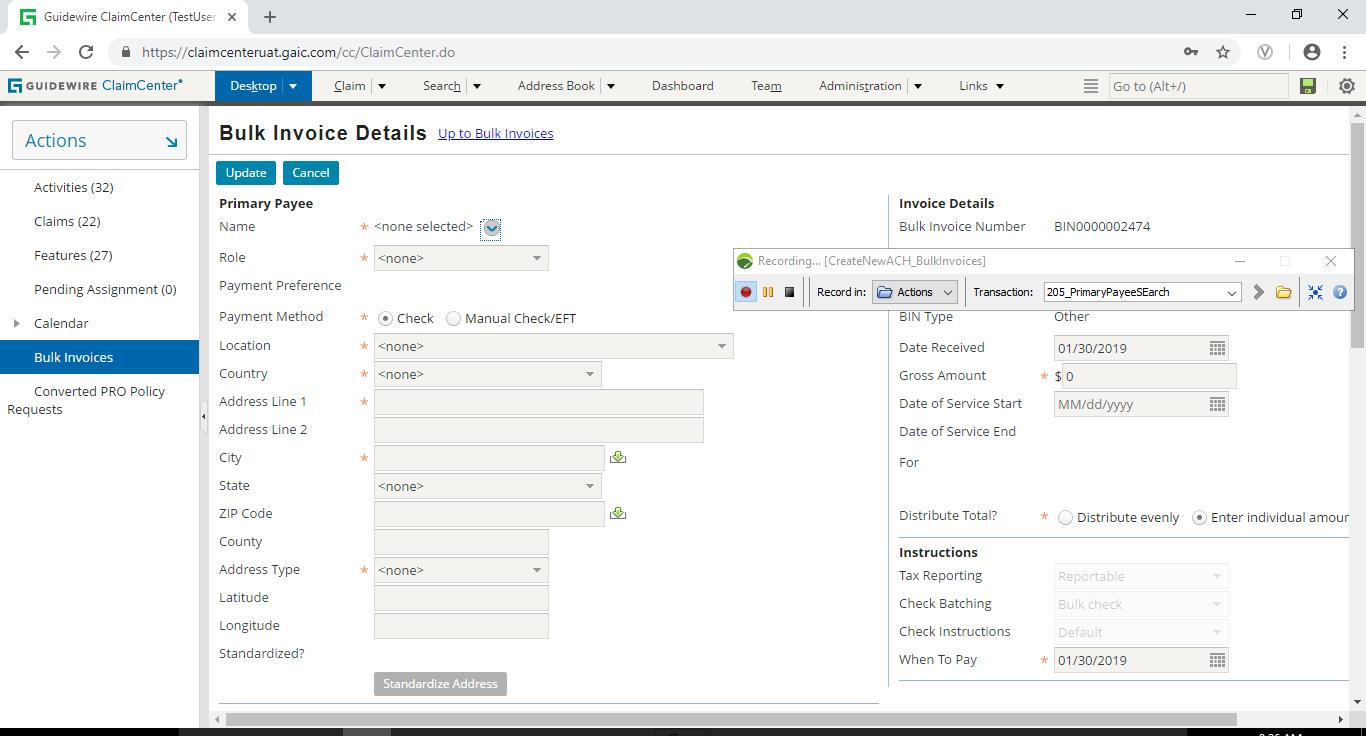 Guidewire ClaimCenter (TestUser
https://claimcenteruat.gaic.com/cc/ClaimCenter.do
GUIDEWIRE ClaimCenter®
Desktop
Claim
Search
Address Book
Dashboard
Team
Administration
Links
Go to (Alt+/)
Actions
Activities (32)
Claims (22)
Features (27)
Pending Assignment (0)
Calendar
Bulk Invoices
Converted PRO Policy
Requests
Bulk Invoice Details Up to Bulk Invoices
Update Cancel
Primary Payee
Name * <none selected>
Role * <none>
Payment Preference
Payment Method * Check Manual Check/EFT
Location * <none>
Country * <none>
Address Line 1 *
Address Line 2
City *
State <none>
ZIP Code
County
Address Type * <none>
Latitude
Longitude
Standardized?
Standardize Address
Invoice Details
Bulk Invoice Number BIN0000002474
Recording... [CreateNewACH_BulkInvoices]
Record in: Actions Transaction: 205_PrimaryPayeeSEarch
BIN Type Other
Date Received 01/30/2019
Gross Amount * $ 0
Date of Service Start MM/dd/yyyy
Date of Service End
For
Distribute Total? * Distribute evenly Enter individual amour
Instructions
Tax Reporting Reportable
Check Batching Bulk check
Check Instructions Default
When To Pay * 01/30/2019